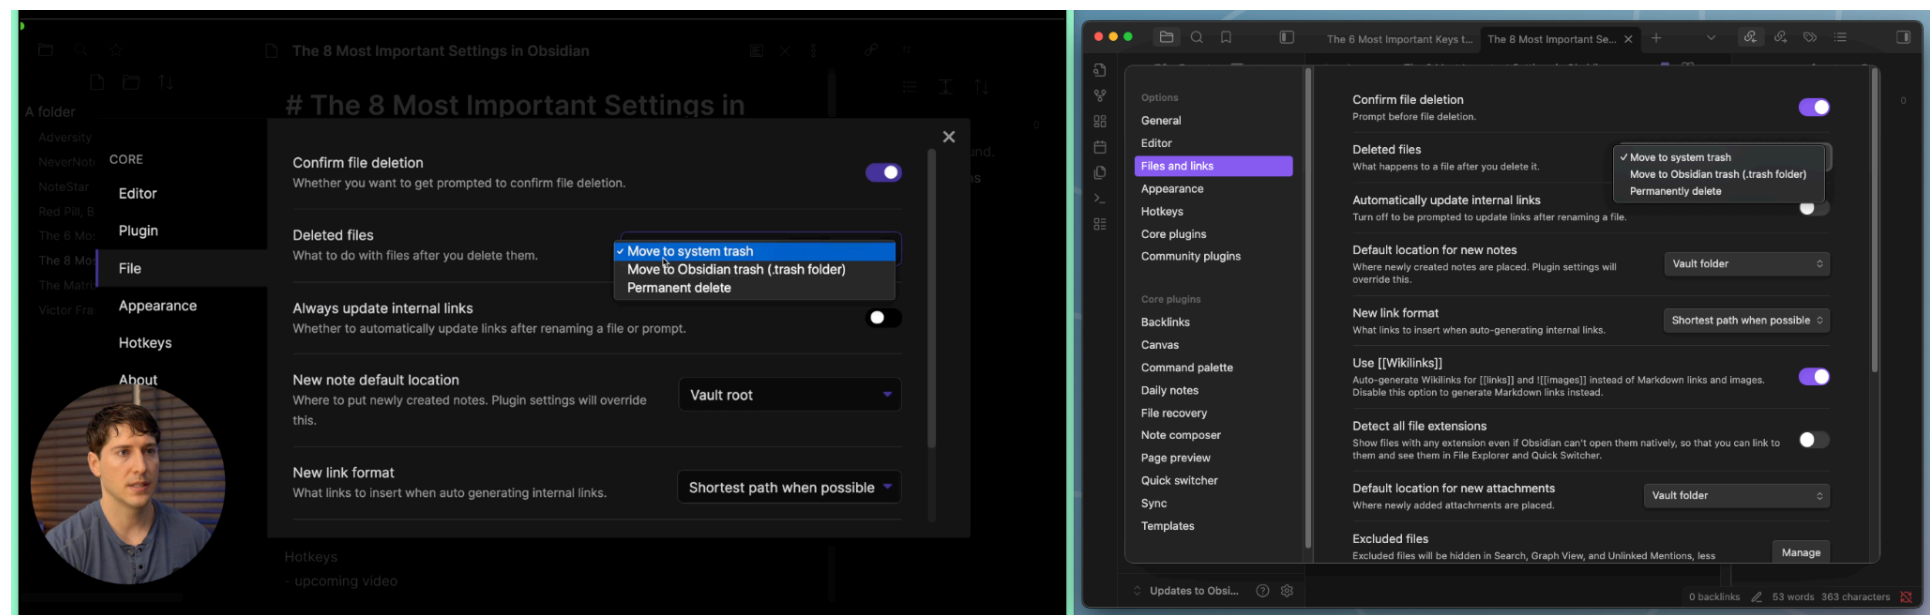 The 8 Most Important Settings in Obsidian
# The 8 Most Important Settings in
A folder
Adversity
NeverNot
NoteStar
Red Pill, B
The 6 Mos
The 8 Mos
The Matri
Victor Fra
CORE
Editor
Plugin
File
Appearance
Hotkeys
About
Confirm file deletion
Whether you want to get prompted to confirm file deletion.
Deleted files
What to do with files after you delete them.
✓ Move to system trash
Move to Obsidian trash (.trash folder)
Permanent delete
Always update internal links
Whether to automatically update links after renaming a file or prompt.
New note default location
Where to put newly created notes. Plugin settings will override
this.
Vault root
New link format
What links to insert when auto generating internal links.
Shortest path when possible
und.
Hotkeys
- upcoming video
The 6 Most Important Keys t...
The 8 Most Important Se...
Options
General
Editor
Files and links
Appearance
Hotkeys
Core plugins
Community plugins
Core plugins
Backlinks
Canvas
Command palette
Daily notes
File recovery
Note composer
Page preview
Quick switcher
Sync
Templates
Confirm file deletion
Prompt before file deletion.
Deleted files
What happens to a file after you delete it.
✓ Move to system trash
Move to Obsidian trash (.trash folder)
Permanently delete
Automatically update internal links
Turn off to be prompted to update links after renaming a file.
Default location for new notes
Where newly created notes are placed. Plugin settings will
override this.
Vault folder
New link format
What links to insert when auto-generating internal links.
Shortest path when possible
Use [[Wikilinks]]
Auto-generate Wikilinks for [[links]] and ![[images]] instead of Markdown links and images.
Disable this option to generate Markdown links instead.
Detect all file extensions
Show files with any extension even if Obsidian can't open them natively, so that you can link to
them and see them in File Explorer and Quick Switcher.
Default location for new attachments
Where newly added attachments are placed.
Vault folder
Excluded files
Excluded files will be hidden in Search, Graph View, and Unlinked Mentions, less
Manage
Updates to Obsi...
0 backlinks
53 words 363 characters